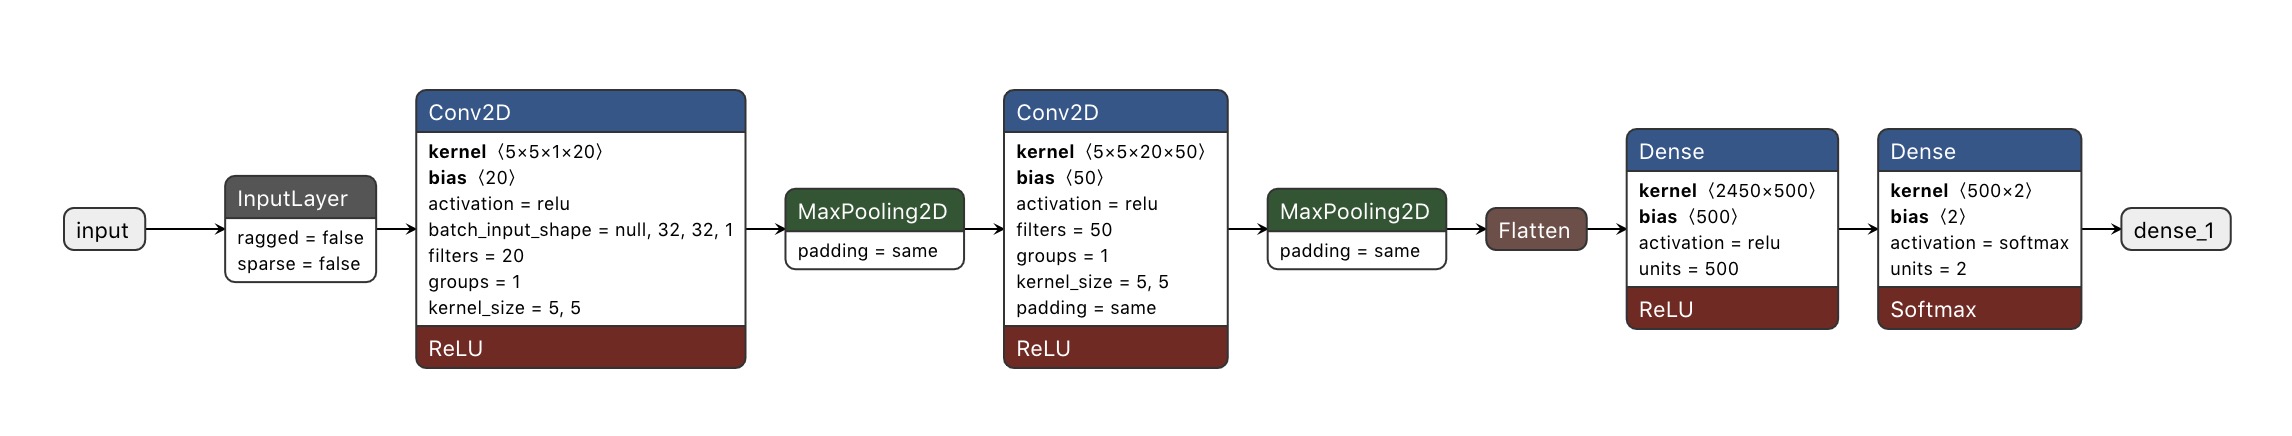 input
InputLayer
ragged = false
sparse = false
Conv2D
kernel 〈5×5×1×20〉
bias 〈20〉
activation = relu
batch_input_shape = null, 32, 32, 1
filters = 20
groups = 1
kernel_size = 5, 5
ReLU
MaxPooling2D
padding = same
Conv2D
kernel 〈5×5×20×50〉
bias 〈50〉
activation = relu
filters = 50
groups = 1
kernel_size = 5, 5
padding = same
ReLU
MaxPooling2D
padding = same
Flatten
Dense
kernel 〈2450×500〉
bias 〈500〉
activation = relu
units = 500
ReLU
Dense
kernel 〈500×2〉
bias 〈2〉
activation = softmax
units = 2
Softmax
dense_1